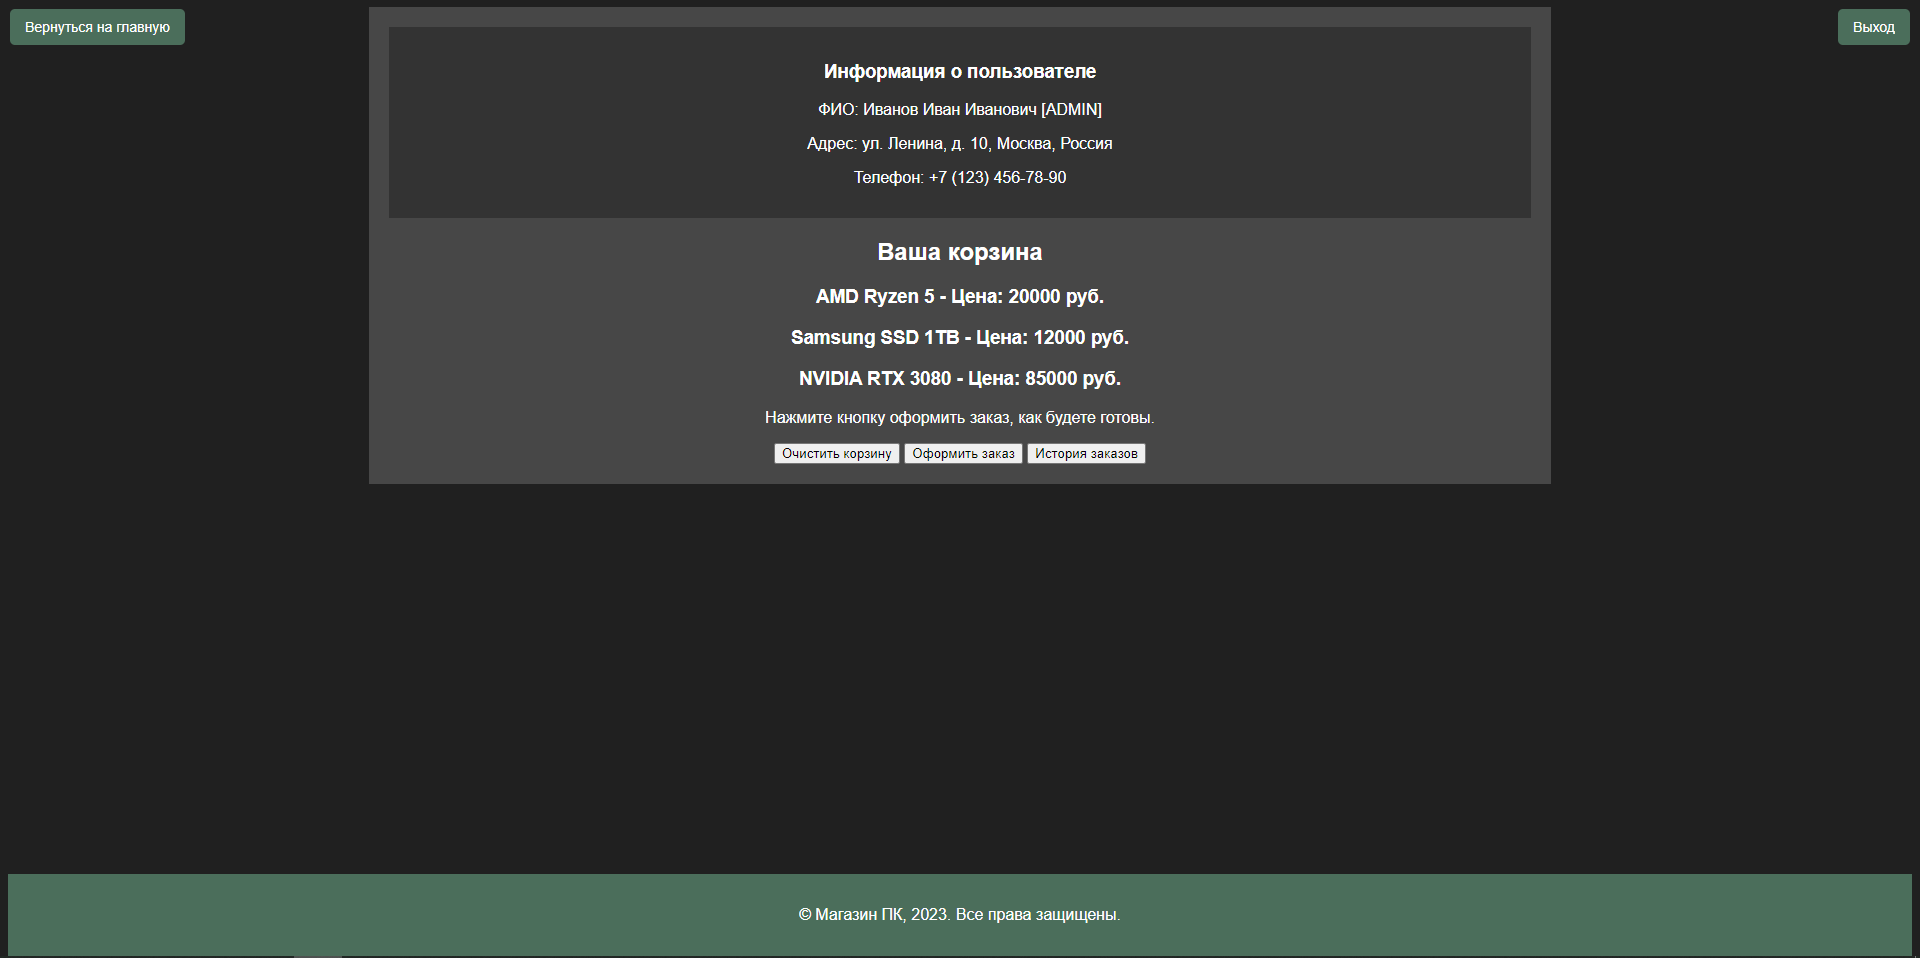 Вернуться на главную
Выход
Информация о пользователе
ФИО: Иванов Иван Иванович [ADMIN]
Адрес: ул. Ленина, д. 10, Москва, Россия
Телефон: +7 (123) 456-78-90
Ваша корзина
AMD Ryzen 5 - Цена: 20000 руб.
Samsung SSD 1TB - Цена: 12000 руб.
NVIDIA RTX 3080 - Цена: 85000 руб.
Нажмите кнопку оформить заказ, как будете готовы.
Очистить корзину Оформить заказ История заказов
© Магазин ПК, 2023. Все права защищены.